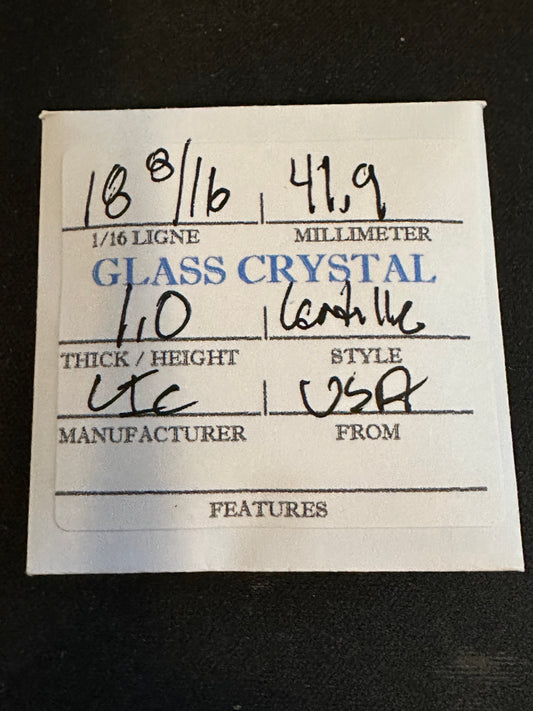 18 8/16 41.9
1/16 LIGNE MILLIMETER
GLASS CRYSTAL
1.0 Lentille
THICK / HEIGHT STYLE
USA
MANUFACTURER FROM
FEATURES